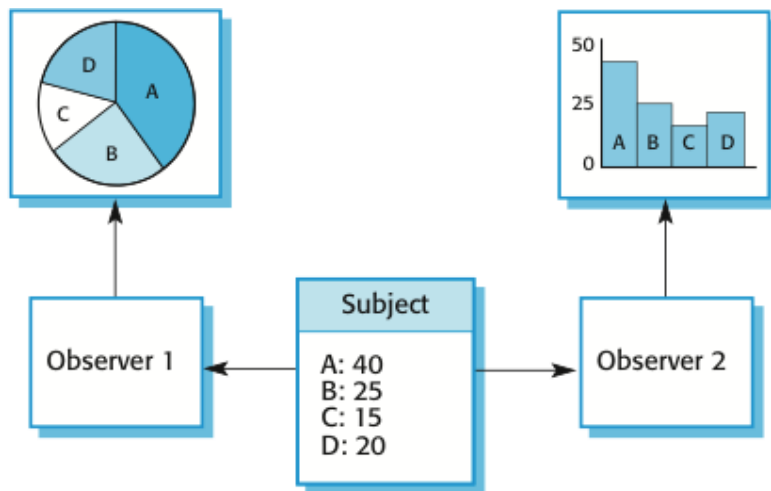 D
A
C
B
50
25
0
A B C D
Observer 1
Subject
A: 40
B: 25
C: 15
D: 20
Observer 2